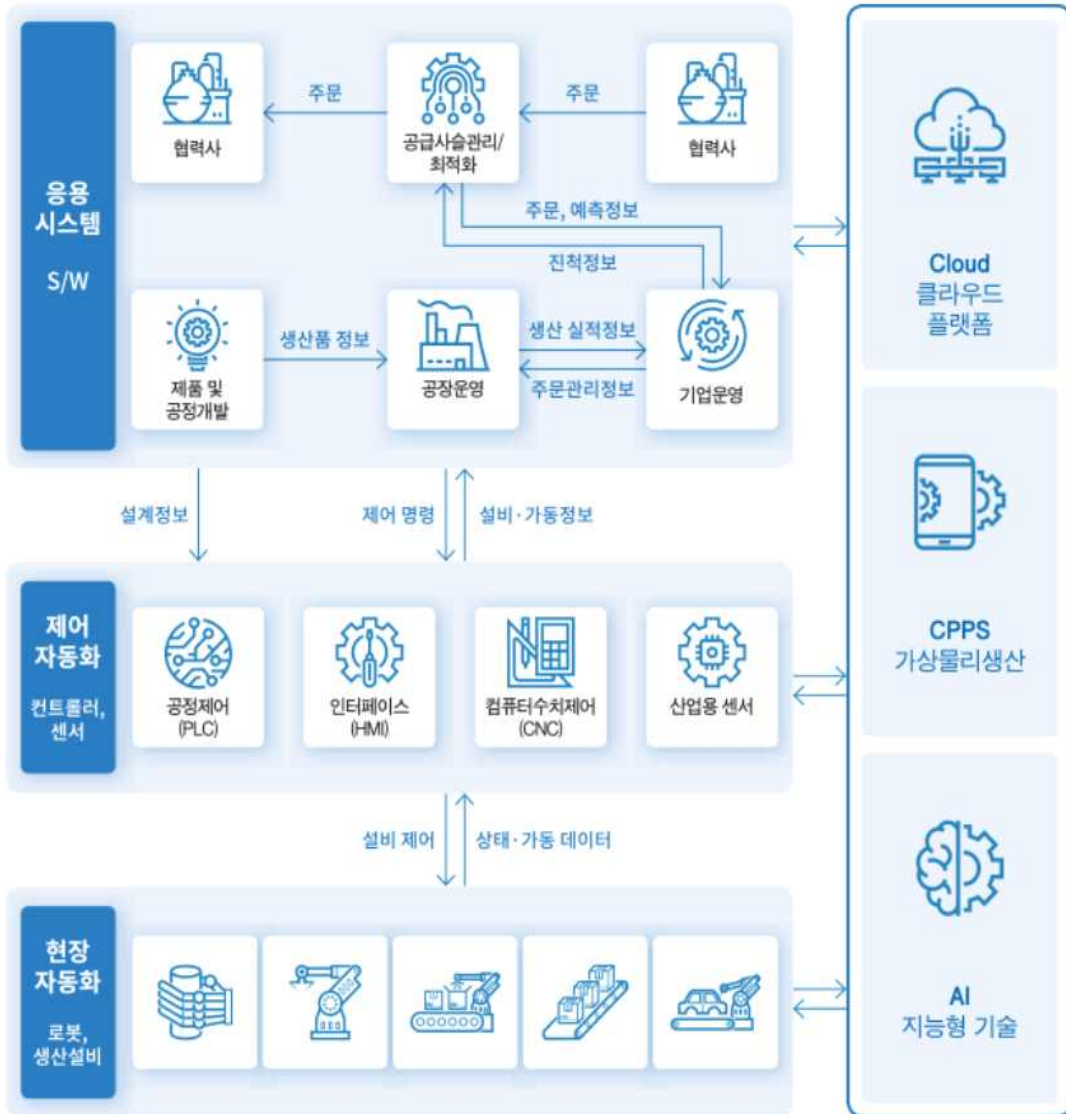 응용
시스템
S/W
협력사
주문
공급사슬관리/
최적화
주문
협력사
주문, 예측정보
진척정보
제품 및
공정개발
생산품 정보
공장운영
생산 실적정보
주문관리정보
기업운영
설계정보
제어 명령
설비·가동정보
제어
자동화
컨트롤러,
센서
공정제어
(PLC)
인터페이스
(HMI)
컴퓨터수치제어
(CNC)
산업용 센서
설비 제어
상태·가동 데이터
현장
자동화
로봇,
생산설비
Cloud
클라우드
플랫폼
CPPS
가상물리생산
AI
지능형 기술